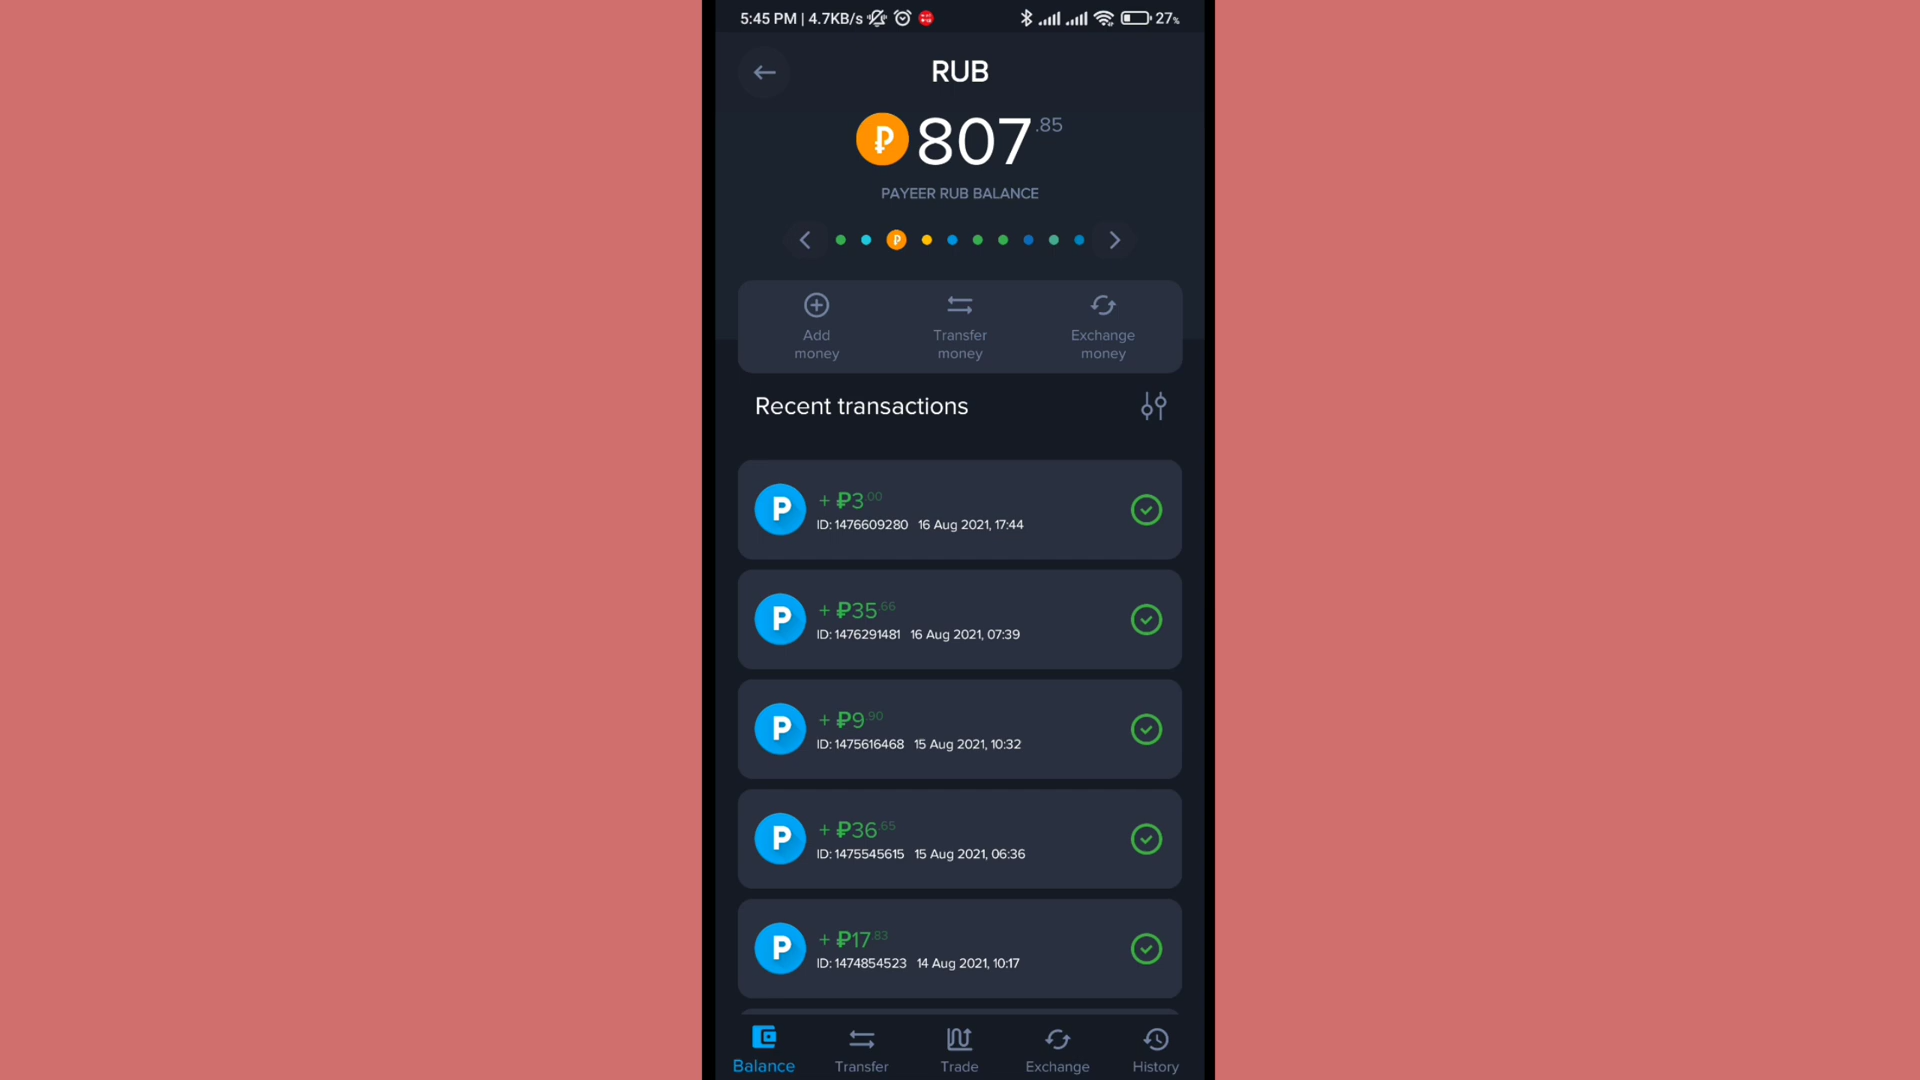 5:45 PM | 4.7KB/s 27%
RUB
₽ 807.85
PAYEER RUB BALANCE
Add money
Transfer money
Exchange money
Recent transactions
P + ₽3.00
ID: 1476609280 16 Aug 2021, 17:44
P + ₽35.66
ID: 1476291481 16 Aug 2021, 07:39
P + ₽9.90
ID: 1475616468 15 Aug 2021, 10:32
P + ₽36.65
ID: 1475545615 15 Aug 2021, 06:36
P + ₽17.83
ID: 1474854523 14 Aug 2021, 10:17
Balance Transfer Trade Exchange History